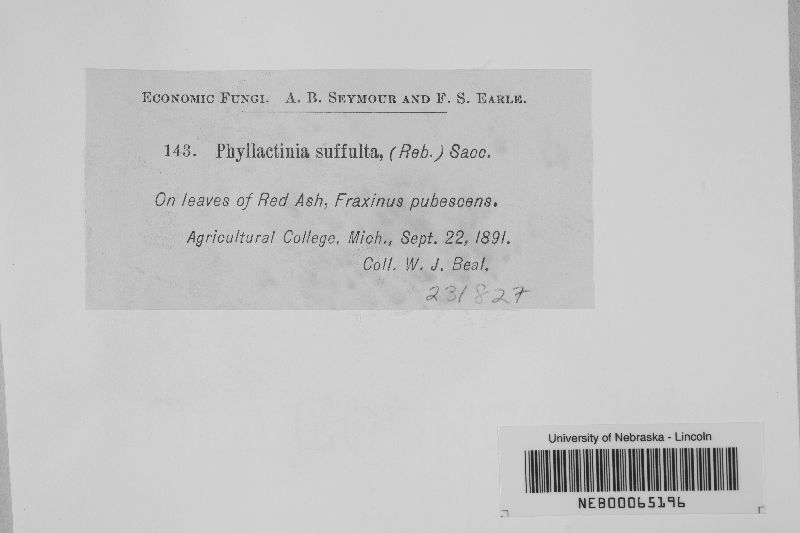 Economic Fungi. A. B. Seymour and F. S. Earle.
143. Phyllactinia suffulta, (Reb.) Sacc.
On leaves of Red Ash, Fraxinus pubescens.
Agricultural College, Mich., Sept. 22, 1891.
Coll. W. J. Beal.
231827
University of Nebraska - Lincoln
NEB00065196